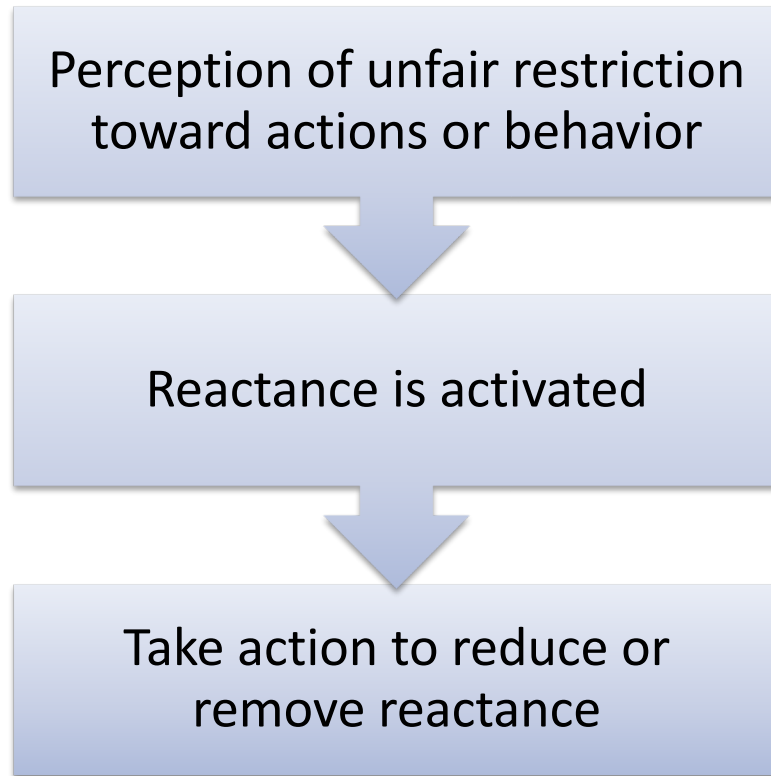 Perception of unfair restriction
toward actions or behavior
Reactance is activated
Take action to reduce or
remove reactance